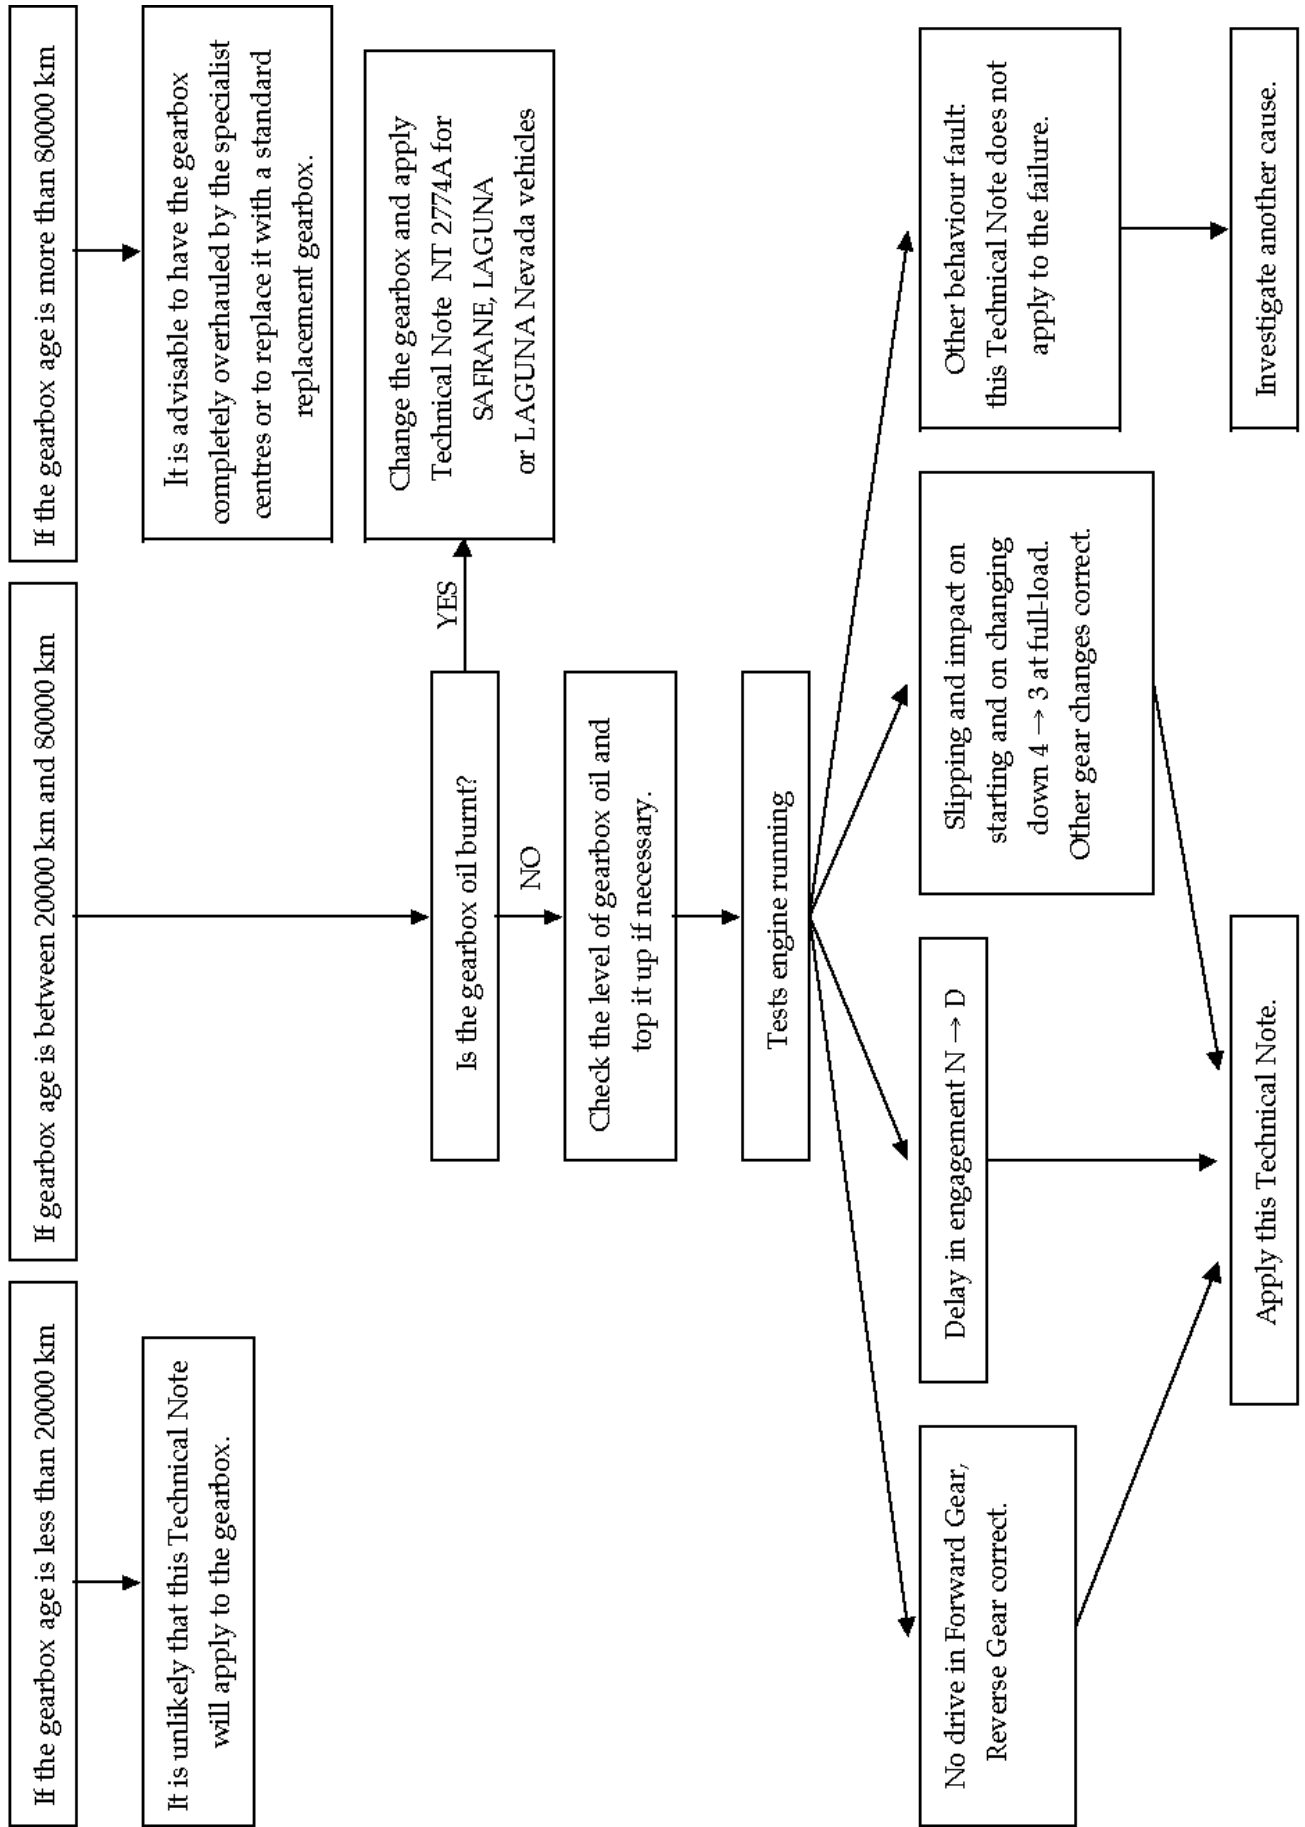 If the gearbox age is less than 20000 km
It is unlikely that this Technical Note
will apply to the gearbox.
If gearbox age is between 20000 km and 80000 km
If the gearbox age is more than 80000 km
It is advisable to have the gearbox
completely overhauled by the specialist
centres or to replace it with a standard
replacement gearbox.
Is the gearbox oil burnt?
YES
Change the gearbox and apply
Technical Note NT 2774A for
SAFRANE, LAGUNA
or LAGUNA Nevada vehicles
NO
Check the level of gearbox oil and
top it up if necessary.
Tests engine running
No drive in Forward Gear,
Reverse Gear correct.
Delay in engagement N → D
Slipping and impact on
starting and on changing
down 4 → 3 at full-load.
Other gear changes correct.
Other behaviour fault:
this Technical Note does not
apply to the failure.
Apply this Technical Note.
Investigate another cause.